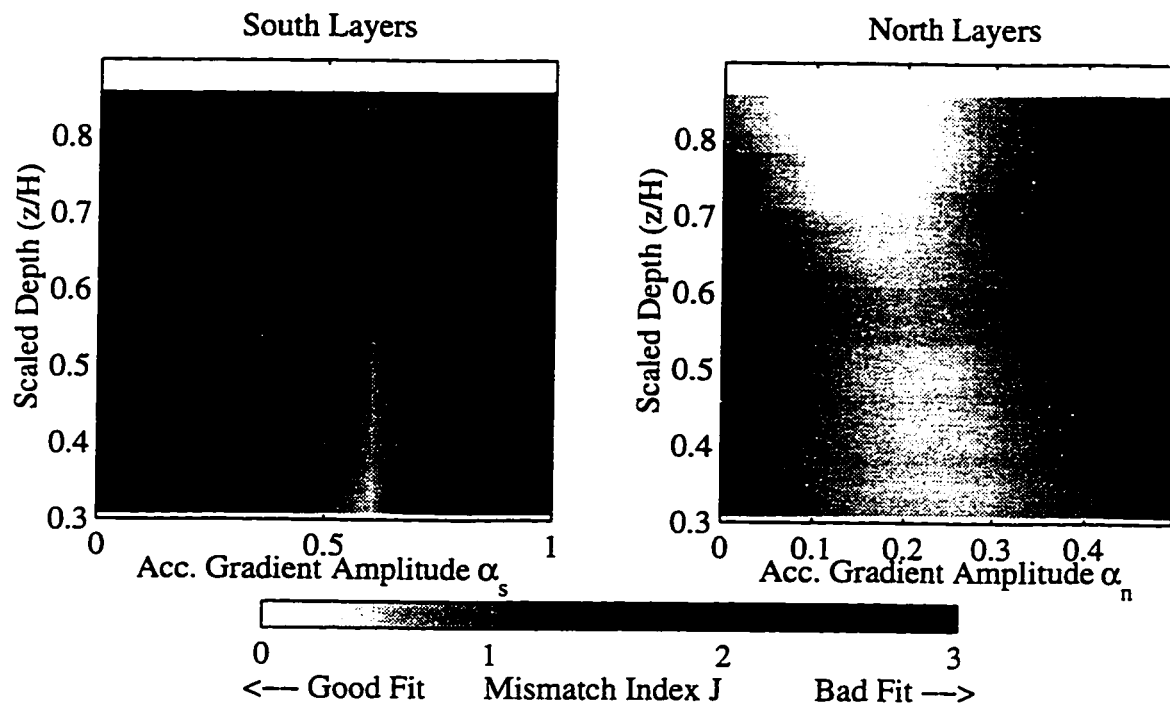 South Layers
Scaled Depth (z/H)
0.8
0.7
0.6
0.5
0.4
0.3
0
0.5
1
Acc. Gradient Amplitude αs
North Layers
Scaled Depth (z/H)
0.8
0.7
0.6
0.5
0.4
0.3
0
0.1
0.2
0.3
0.4
Acc. Gradient Amplitude αn
0
1
2
3
<— Good Fit
Mismatch Index J
Bad Fit —>